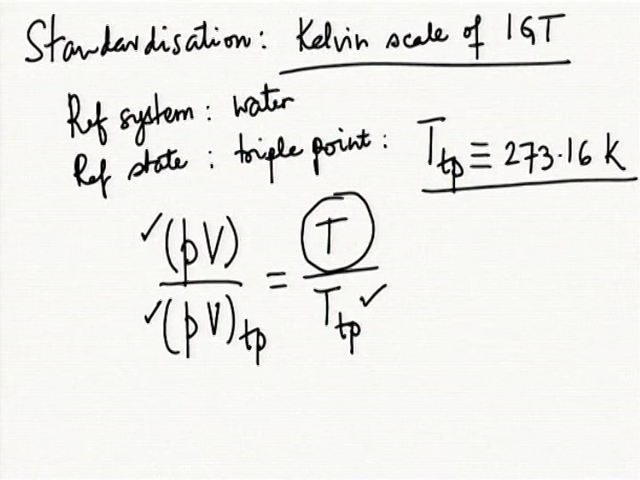 Standardisation: Kelvin scale of IGT
Ref system: water
Ref state: triple point: T_tp ≡ 273.16 K
✓(pV) / ✓(pV)_tp = T / T_tp ✓